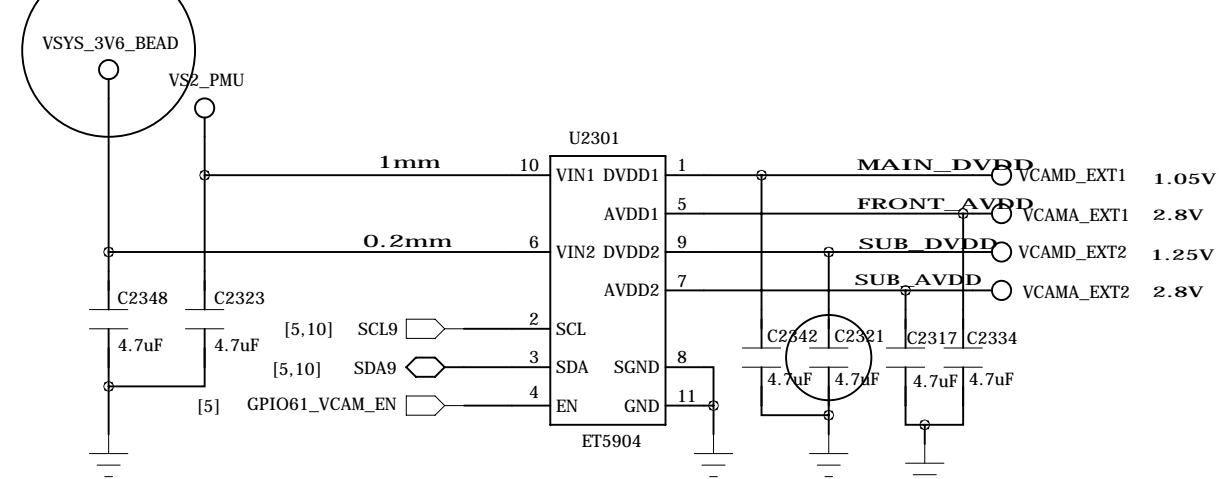 VSYS_3V6_BEAD
VS2_PMU
U2301
1mm
10
VIN1 DVDD1
1
MAIN_DVDD
VCAMD_EXT1
1.05V
AVDD1
5
FRONT_AVDD
VCAMA_EXT1
2.8V
0.2mm
6
VIN2 DVDD2
9
SUB_DVDD
VCAMD_EXT2
1.25V
AVDD2
7
SUB_AVDD
VCAMA_EXT2
2.8V
C2348
C2323
4.7uF
4.7uF
[5,10]
SCL9
2
SCL
[5,10]
SDA9
3
SDA
SGND
8
[5]
GPIO61_VCAM_EN
4
EN
GND
11
ET5904
C2342
C2321
C2317
C2334
4.7uF
4.7uF
4.7uF
4.7uF